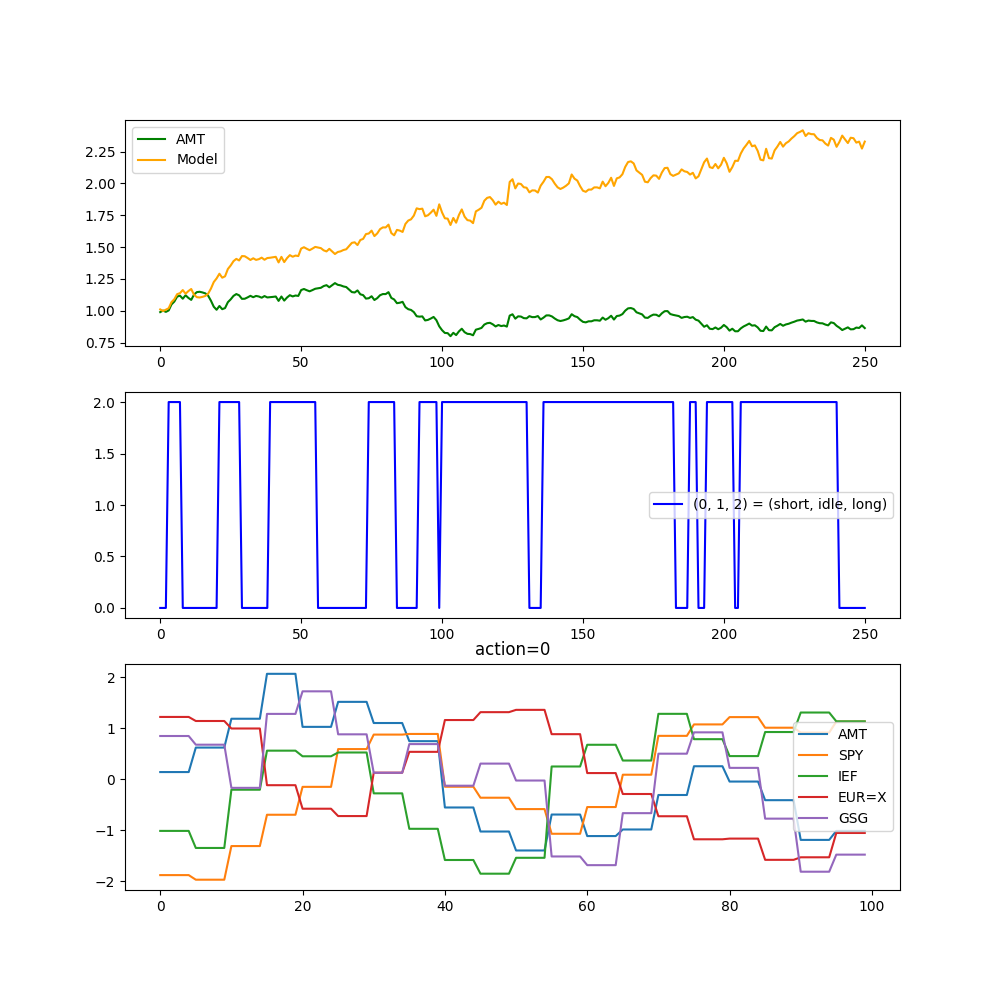 AMT
Model
2.25
2.00
1.75
1.50
1.25
1.00
0.75
0 50 100 150 200 250
2.0
1.5
1.0
0.5
0.0
(0, 1, 2) = (short, idle, long)
0 50 100 150 200 250
action=0
2
1
0
−1
−2
AMT
SPY
IEF
EUR=X
GSG
0 20 40 60 80 100